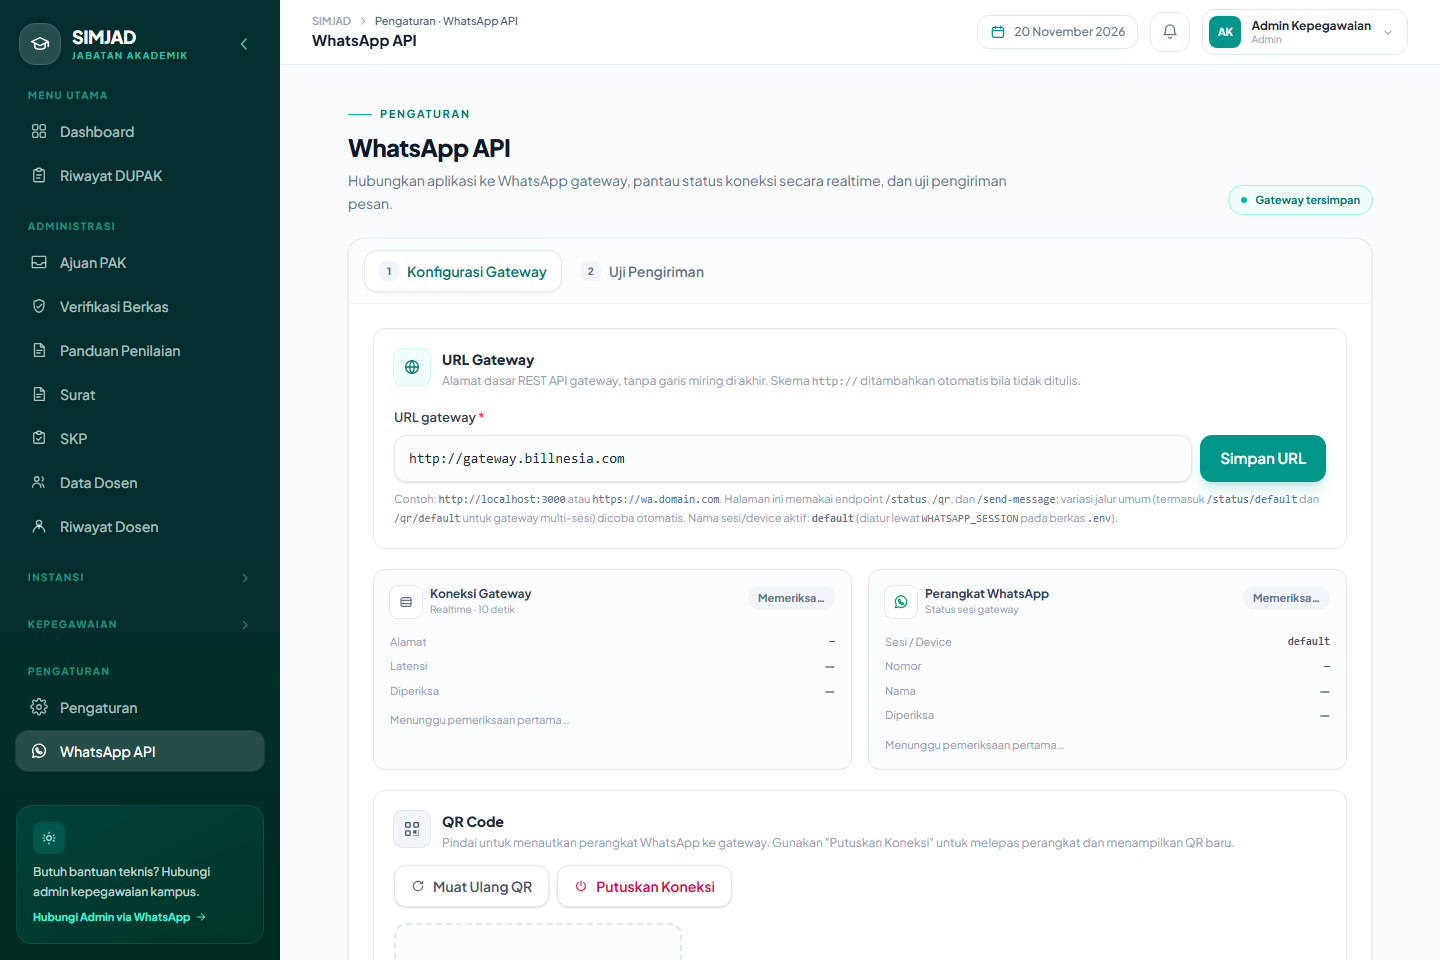 SIMJAD
JABATAN AKADEMIK
MENU UTAMA
Dashboard
Riwayat DUPAK
ADMINISTRASI
Ajuan PAK
Verifikasi Berkas
Panduan Penilaian
Surat
SKP
Data Dosen
Riwayat Dosen
INSTANSI
KEPEGAWAIAN
PENGATURAN
Pengaturan
WhatsApp API
Butuh bantuan teknis? Hubungi
admin kepegawaian kampus.
Hubungi Admin via WhatsApp →
SIMJAD > Pengaturan · WhatsApp API
WhatsApp API
20 November 2026
AK
Admin Kepegawaian
Admin
PENGATURAN
WhatsApp API
Hubungkan aplikasi ke WhatsApp gateway, pantau status koneksi secara realtime, dan uji pengiriman
pesan.
Gateway tersimpan
1 Konfigurasi Gateway
2 Uji Pengiriman
URL Gateway
Alamat dasar REST API gateway, tanpa garis miring di akhir. Skema http:// ditambahkan otomatis bila tidak ditulis.
URL gateway *
http://gateway.billnesia.com
Simpan URL
Contoh: http://localhost:3000 atau https://wa.domain.com. Halaman ini memakai endpoint /status, /qr, dan /send-message; variasi jalur umum (termasuk /status/default dan
/qr/default untuk gateway multi-sesi) dicoba otomatis. Nama sesi/device aktif: default (diatur lewat WHATSAPP_SESSION pada berkas .env).
Koneksi Gateway
Realtime · 10 detik
Memeriksa…
Alamat –
Latensi —
Diperiksa —
Menunggu pemeriksaan pertama…
Perangkat WhatsApp
Status sesi gateway
Memeriksa…
Sesi / Device default
Nomor –
Nama —
Diperiksa —
Menunggu pemeriksaan pertama…
QR Code
Pindai untuk menautkan perangkat WhatsApp ke gateway. Gunakan "Putuskan Koneksi" untuk melepas perangkat dan menampilkan QR baru.
Muat Ulang QR
Putuskan Koneksi